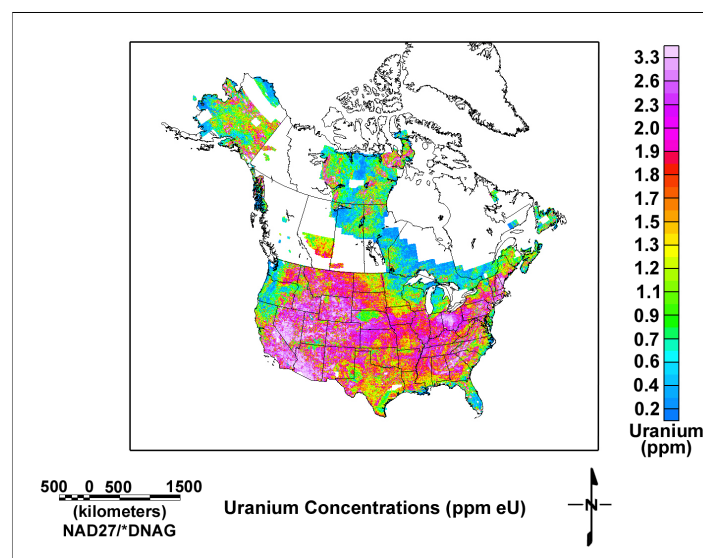 3.3
2.6
2.3
2.0
1.9
1.8
1.7
1.5
1.3
1.2
1.1
0.9
0.7
0.6
0.4
0.2
Uranium
(ppm)
500 0 500 1500
(kilometers)
NAD27/*DNAG
Uranium Concentrations (ppm eU)
N